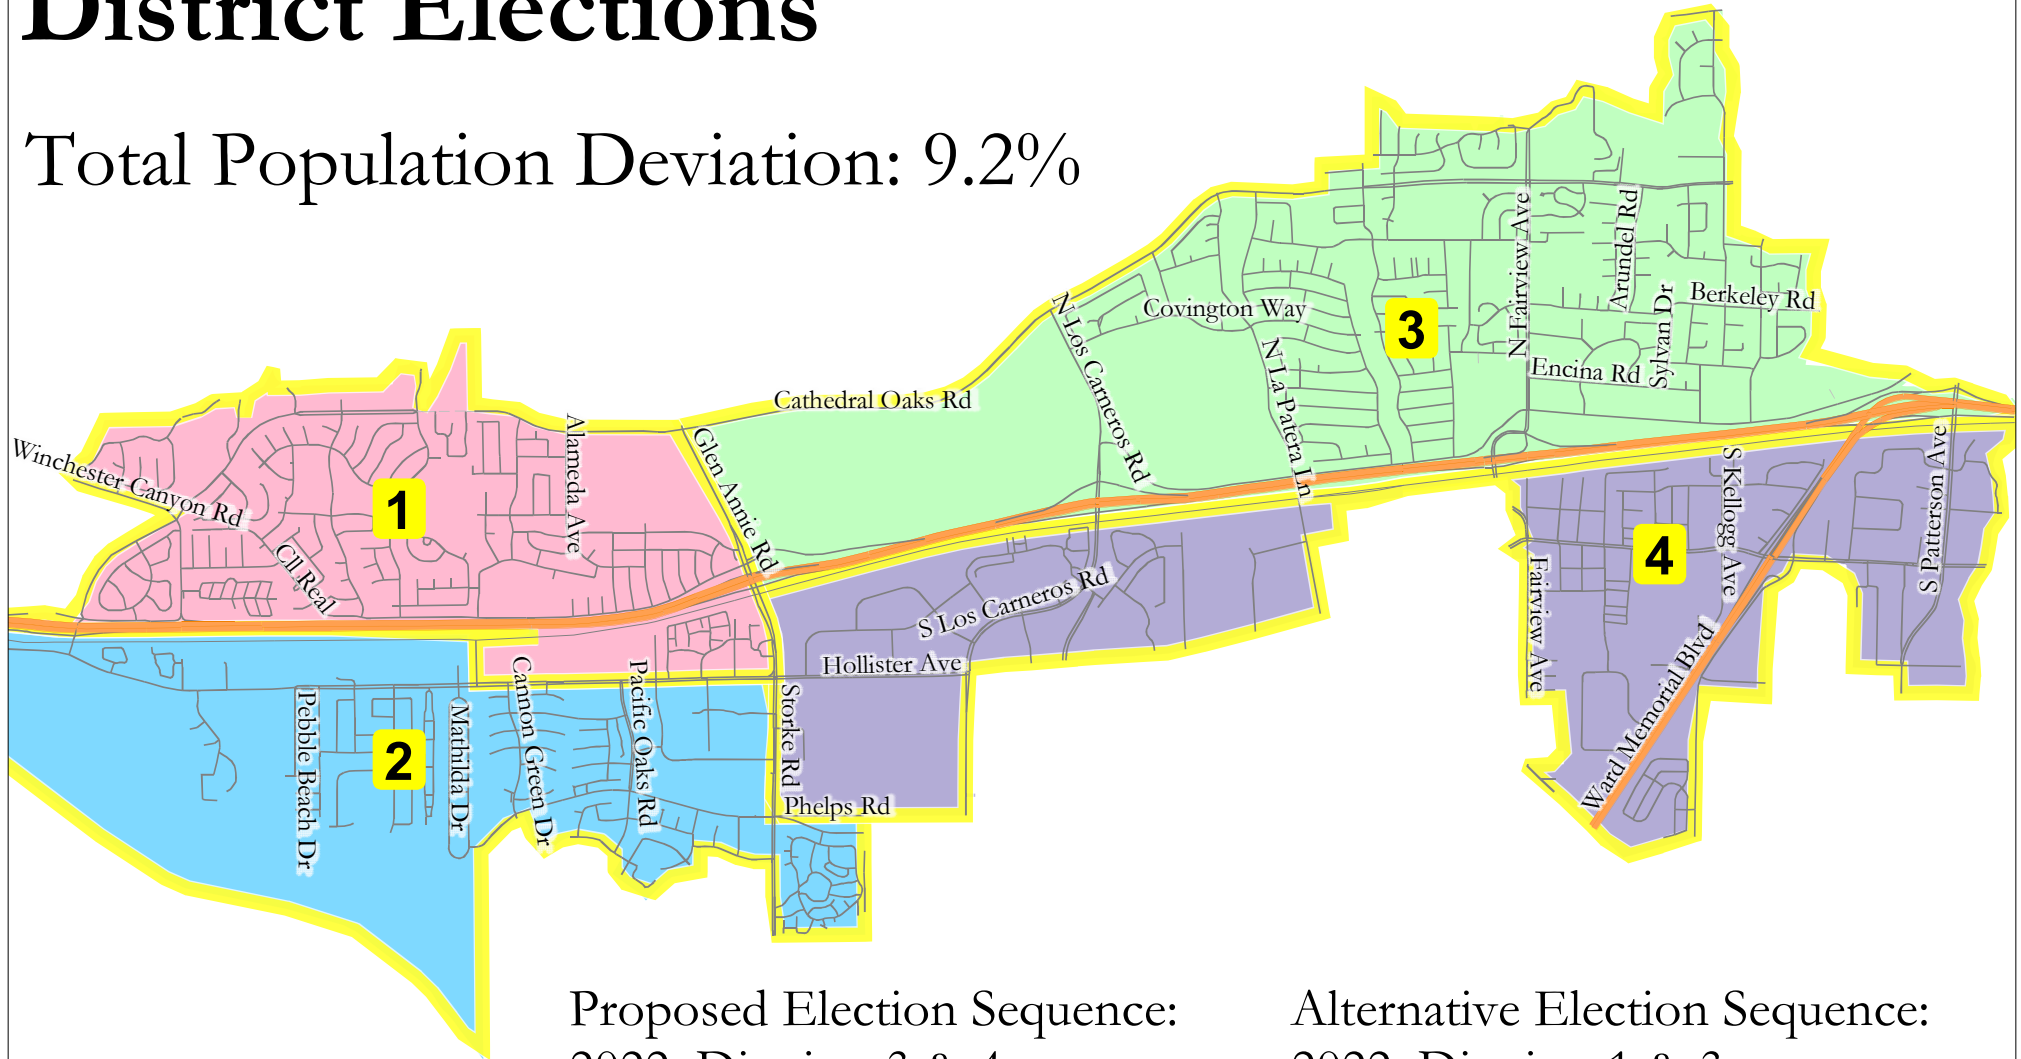 District Elections
Total Population Deviation: 9.2%
Cathedral Oaks Rd
N Los Carneros Rd
Covington Way
N La Patera Ln
3
N Fairview Ave
Arundel Rd
Sylvan Dr
Berkeley Rd
Encina Rd
Winchester Canyon Rd
1
Cll Real
Alameda Ave
Glen Annie Rd
S Los Carneros Rd
Hollister Ave
Fairview Ave
4
S Kellogg Ave
S Patterson Ave
Ward Memorial Blvd
Pebble Beach Dr
2
Mathilda Dr
Cannon Green Dr
Pacific Oaks Rd
Storke Rd
Phelps Rd
Proposed Election Sequence:
Alternative Election Sequence: